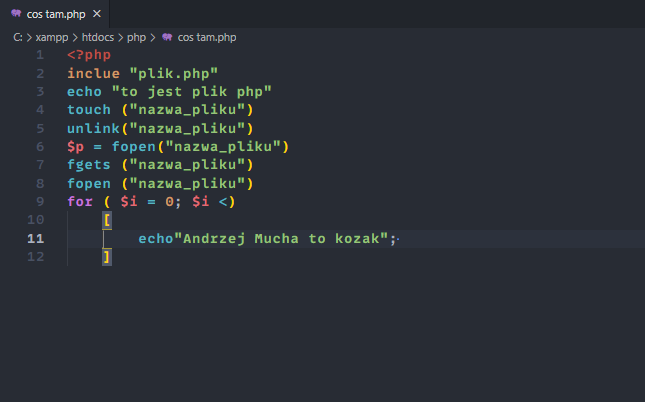 cos tam.php ×
C: > xampp > htdocs > php > cos tam.php
1 <?php
2 inclue "plik.php"
3 echo "to jest plik php"
4 touch ("nazwa_pliku")
5 unlink("nazwa_pliku")
6 $p = fopen("nazwa_pliku")
7 fgets ("nazwa_pliku")
8 fopen ("nazwa_pliku")
9 for ( $i = 0; $i <)
10 [
11 echo"Andrzej Mucha to kozak";
12 ]